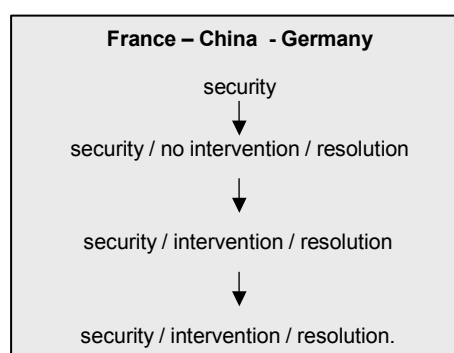 France – China - Germany
security
security / no intervention / resolution
security / intervention / resolution
security / intervention / resolution.